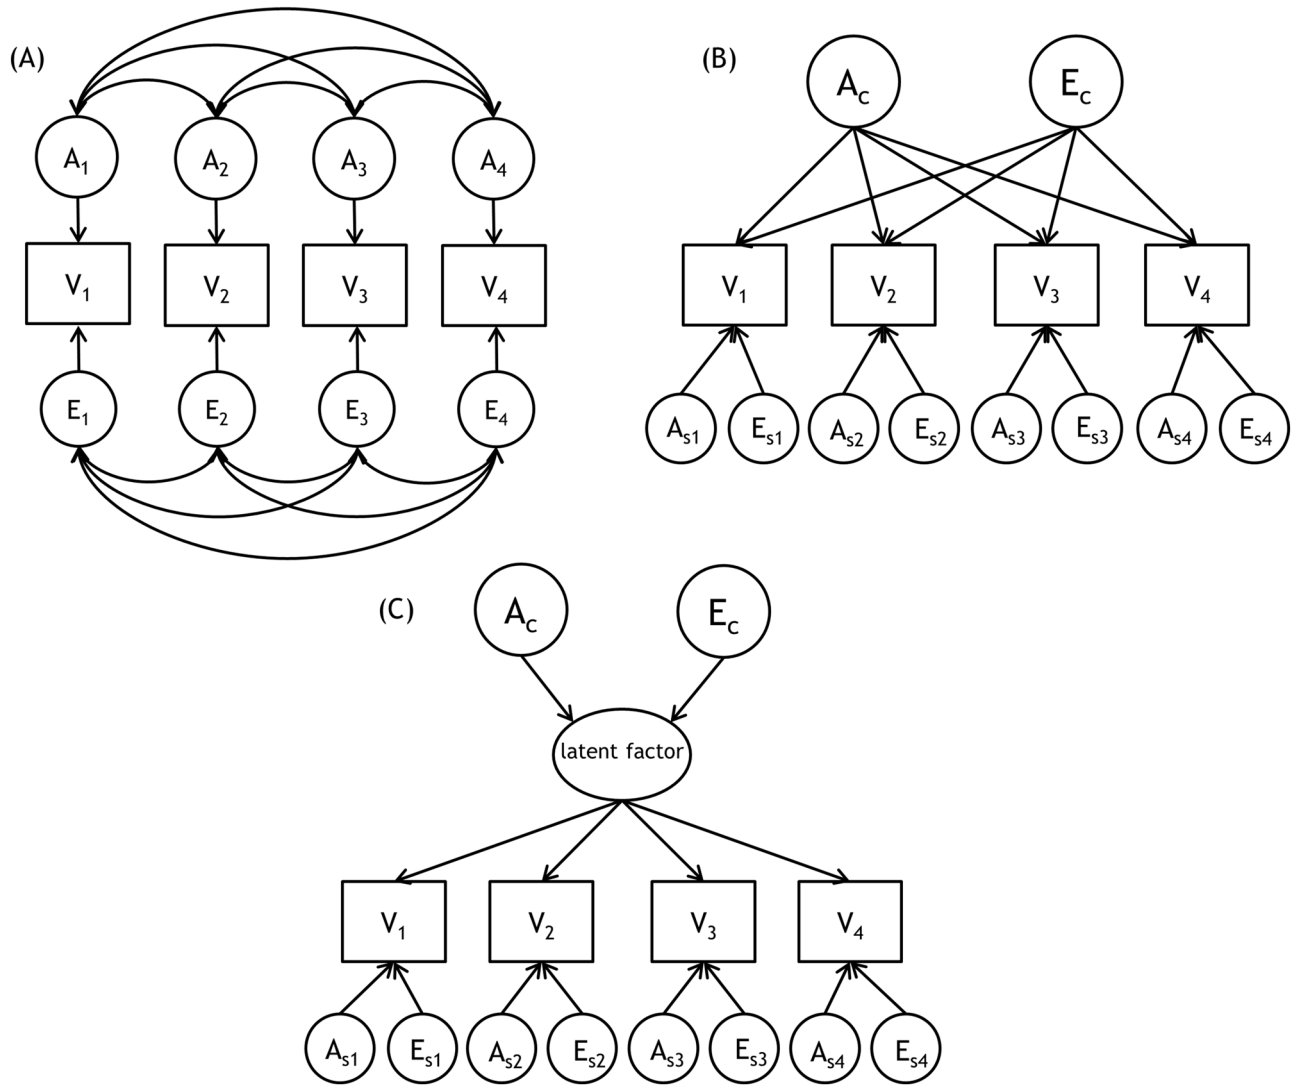 (A)
A1 A2 A3 A4
V1 V2 V3 V4
E1 E2 E3 E4
(B)
Ac Ec
V1 V2 V3 V4
As1 Es1 As2 Es2 As3 Es3 As4 Es4
(C)
Ac Ec
latent factor
V1 V2 V3 V4
As1 Es1 As2 Es2 As3 Es3 As4 Es4